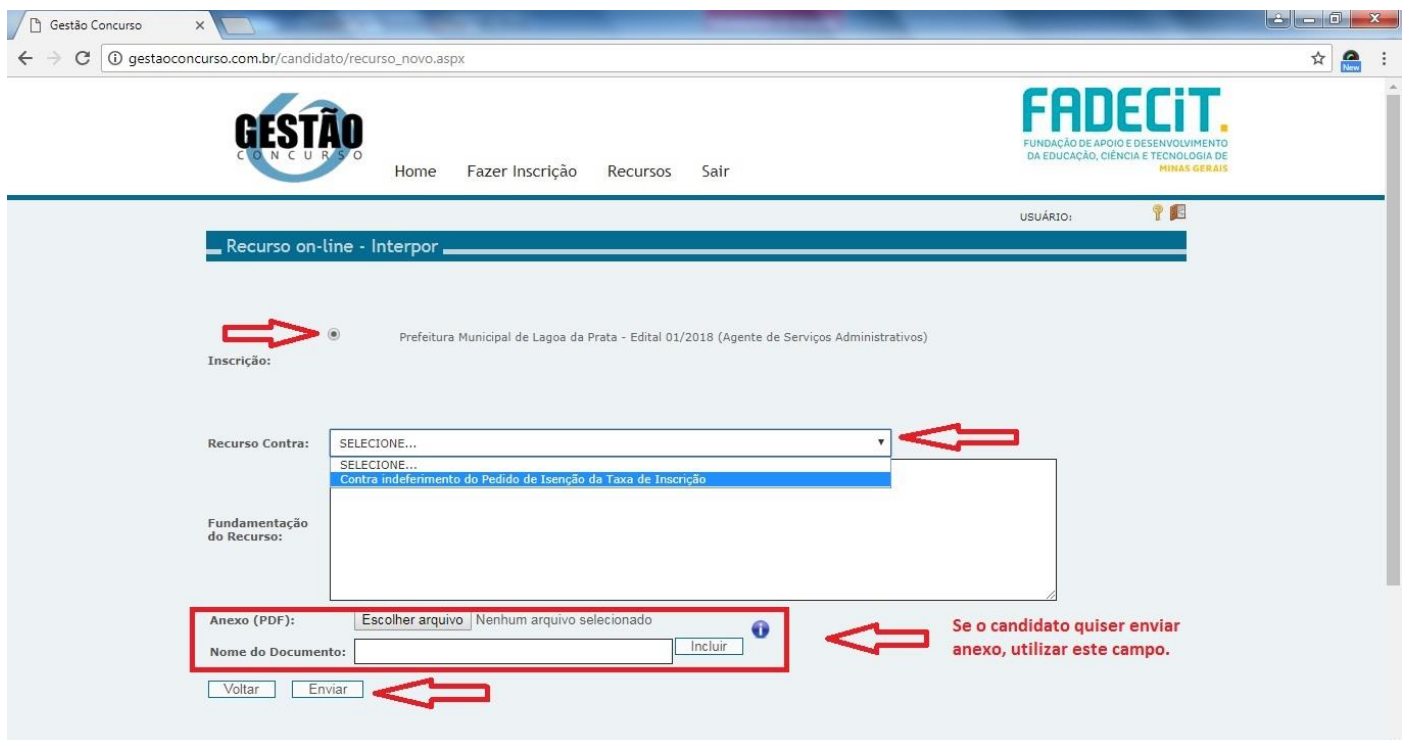 Gestão Concurso
gestaoconcurso.com.br/candidato/recurso_novo.aspx
New
GESTÃO
CONCURSO
Home Fazer Inscrição Recursos Sair
FADECiT.
FUNDAÇÃO DE APOIO E DESENVOLVIMENTO
DA EDUCAÇÃO, CIÊNCIA E TECNOLOGIA DE
MINAS GERAIS
USUÁRIO:
Recurso on-line - Interpor
Prefeitura Municipal de Lagoa da Prata - Edital 01/2018 (Agente de Serviços Administrativos)
Inscrição:
Recurso Contra: SELECIONE...
SELECIONE...
Contra indeferimento do Pedido de Isenção da Taxa de Inscrição
Fundamentação
do Recurso:
Anexo (PDF): Escolher arquivo Nenhum arquivo selecionado
Nome do Documento: Incluir
Se o candidato quiser enviar
anexo, utilizar este campo.
Voltar Enviar